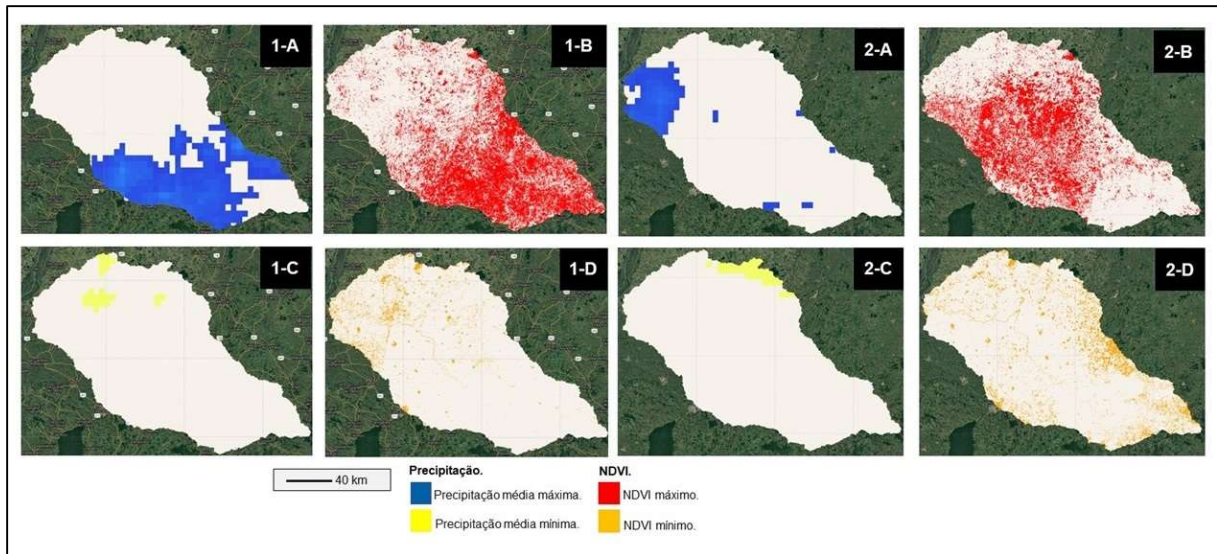 1-A
1-B
2-A
2-B
1-C
1-D
2-C
2-D
40 km
Precipitação.
Precipitação média máxima.
Precipitação média mínima.
NDVI.
NDVI máximo.
NDVI mínimo.